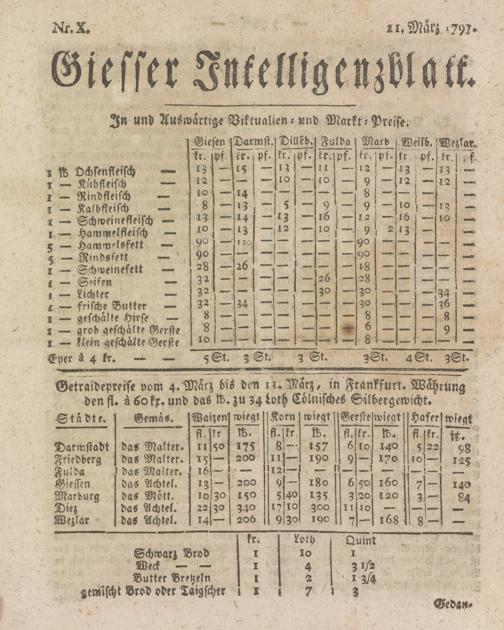 Nr. X. 11. März 1791.
Giesser Intelligenzblatt.
In und Auswärtige Viktualien- und Markt-Preise.
Giesen Darmst. Dilleb. Fulda Marb Weilb. Wezlar.
kr. pf. kr. pf. kr. pf. kr. pf. kr. pf. kr. pf. kr. pf.
1 ℔ Ochsenfleisch 13 — 15 — 13 — 11 — 12 — 13 — 13 —
1 — Kühfleisch 12 — — — 10 — 10 — 9 — 12 — — —
1 — Rindfleisch 10 — 14 — — — — — 8 — — — — —
1 — Kalbfleisch 8 — 13 — 5 — 9 — 9 — 10 — 13 —
1 — Schweinefleisch 13 — 14 — 13 — 16 — 12 — 16 — 10 —
1 — Hammelfleisch 10 — 13 — 12 — 10 — 9 2 13 — — —
5 — Hammelsfett 90 — 120 — — — — — 90 — — — — —
5 — Rindsfett — 90 — — — — — — — 90 — — — — —
1 — Schweinefett 28 — 26 — — — — — 18 — — — — —
1 — Seifen — 32 — — — — — 26 — 28 — — — — —
1 — Lichter — 32 — — — — — 30 — 30 — — — 34 —
1 — frische Butter — 32 — 34 — — — — — 30 — — — 36 —
1 — geschälte Hirse — 8 — — — — — — — 8 — — — 8 —
1 — grob geschälte Gerste 8 — — — — — — — 6 — — — 9 —
1 — klein geschälte Gerste 10 — — — — — — — 8 — — — — —
Eyer à 4 kr. — — 5 St. 3 St. 3 St. 3St. 4 St. 3St.
Getraidepreise vom 4. März bis den 11. März, in Frankfurt. Währung
den fl. à 60 kr. und das ℔. zu 34 Loth Cölnisches Silbergewicht.
Städte. Gemäs. Waizen wiegt Korn wiegt Gerste wiegt Hafer wiegt
fl. kr ℔. fl. kr ℔. fl. kr. ℔. fl. kr. ℔.
Darmstadt das Malter. 11 50 175 8 — 157 6 10 140 5 22 98
Friedberg das Malter. 15 — 200 11 — 190 9 — 170 10 — 125
Fulda das Malter. 16 — — 12 — — — — — — — —
Giesen das Achtel. 13 — 200 9 — 180 6 50 160 7 — 140
Marburg das Mött. 10 30 150 5 40 135 3 20 120 3 — 84
Diez das Achtel. 22 30 340 17 10 300 11 10 — — — —
Wezlar das Achtel. 14 — 206 9 30 190 7 — 168 8 — —
kr. Loth Quint
Schwarz Brod 1 10 1
Weck — — 1 4 3 1/2
Butter Bretzeln 1 2 1 3/4
gemischt Brod oder Taigscher 1 7 3
Gedan-